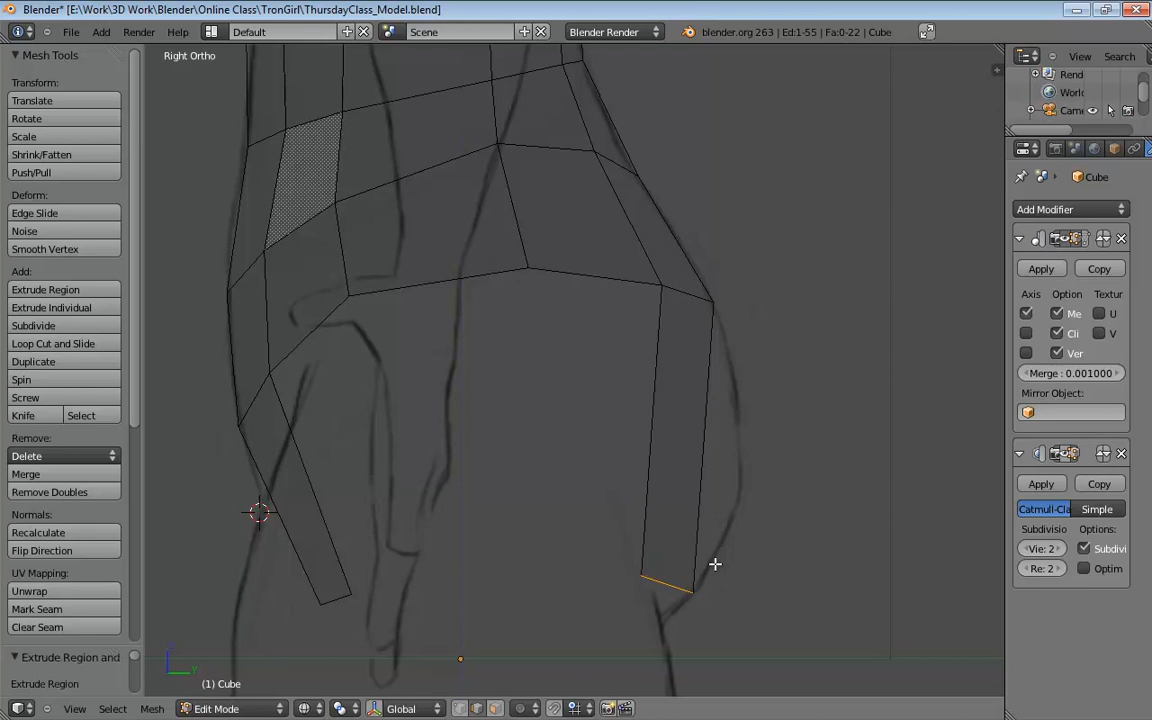 Blender* [E:\Work\3D Work\Blender\Online Class\TronGirl\ThursdayClass_Model.blend]
File Add Render Help Default Scene Blender Render blender.org 263 | Ed:1-55 | Fa:0-22 | Cube
Mesh Tools
Transform:
Translate
Rotate
Scale
Shrink/Fatten
Push/Pull
Deform:
Edge Slide
Noise
Smooth Vertex
Add:
Extrude Region
Extrude Individual
Subdivide
Loop Cut and Slide
Duplicate
Spin
Screw
Knife Select
Remove:
Delete
Merge
Remove Doubles
Normals:
Recalculate
Flip Direction
UV Mapping:
Unwrap
Mark Seam
Clear Seam
Extrude Region and
Extrude Region
Right Ortho
(1) Cube
View Select Mesh Edit Mode Global
View Search
Rend
World
Came
Cube
Add Modifier
Apply Copy
Axis Option Textur
Me U
Cli V
Ver
Merge : 0.001000
Mirror Object:
Apply Copy
Catmull-Cla Simple
Subdivisio Options:
Vie: 2 Subdivi
Re: 2 Optim